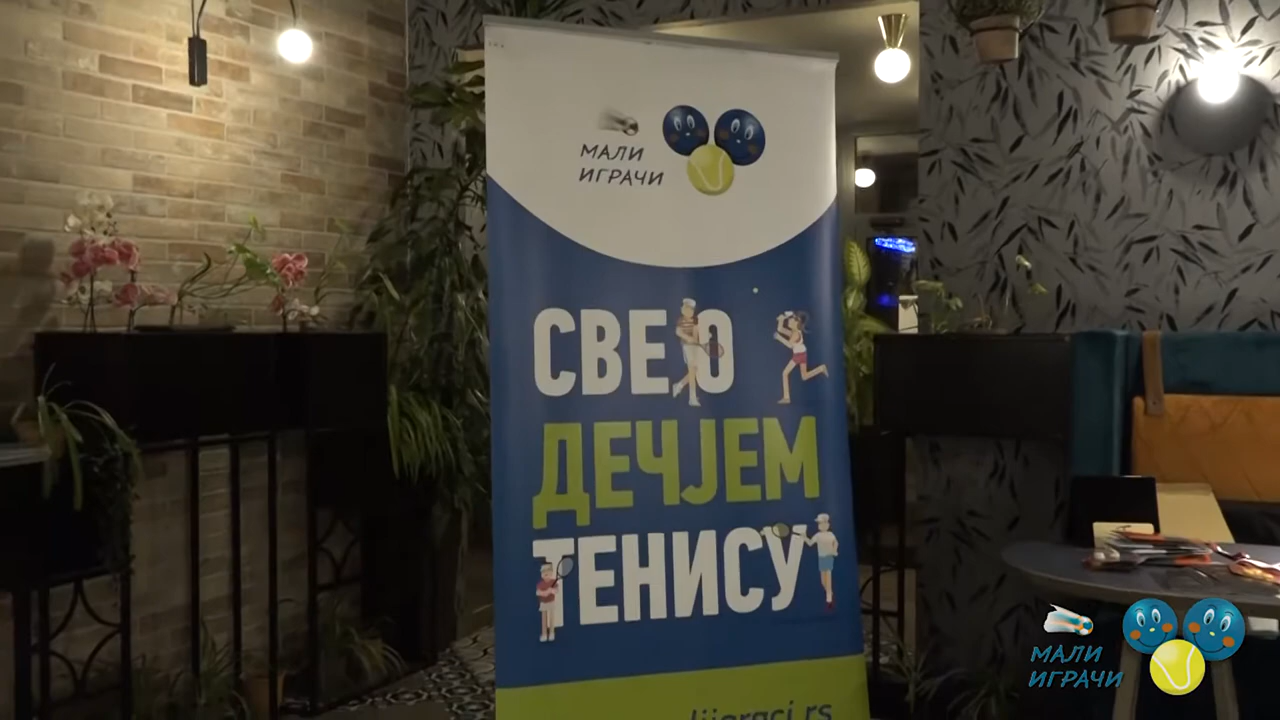 МАЛИ
ИГРАЧИ
СВЕ О
ДЕЧЈЕМ
ТЕНИСУ
МАЛИ
ИГРАЧИ